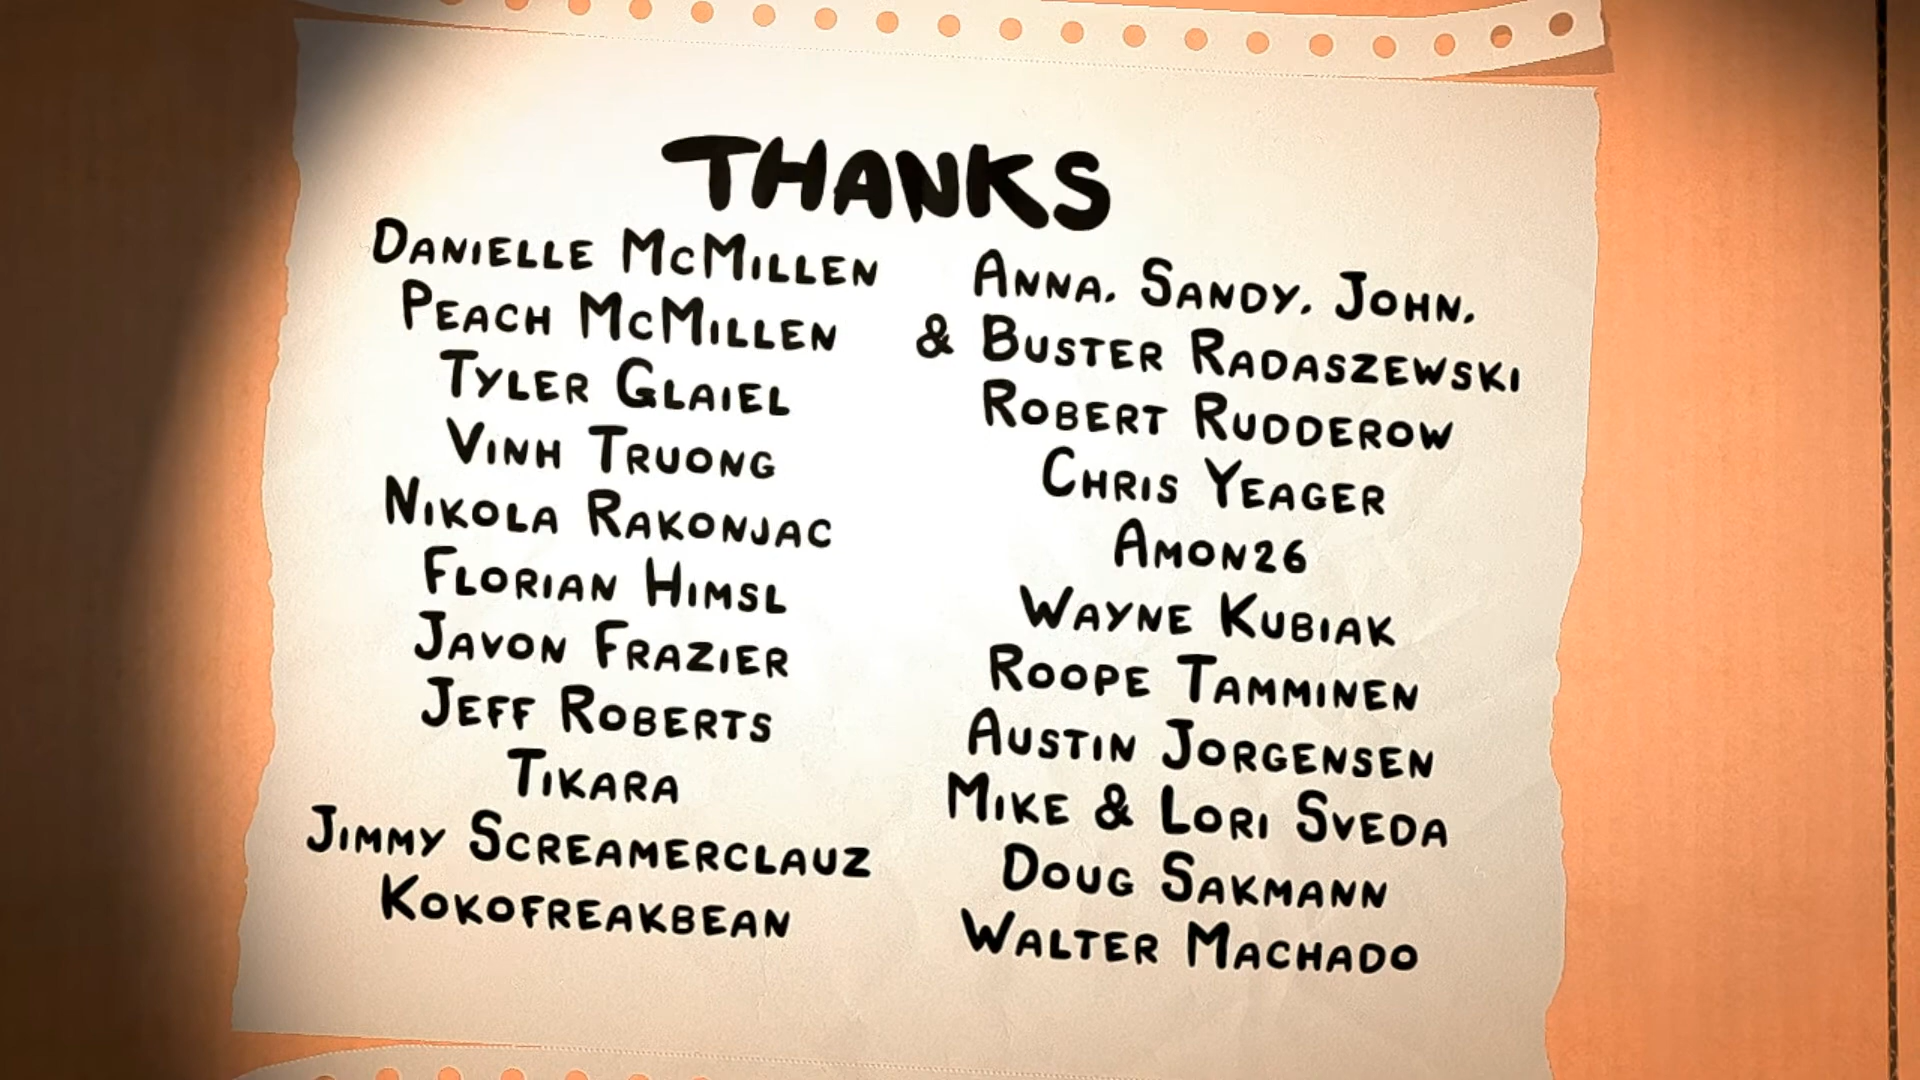 THANKS
DANIELLE MCMILLEN
PEACH MCMILLEN
TYLER GLAIEL
VINH TRUONG
NIKOLA RAKONJAC
FLORIAN HIMSL
JAVON FRAZIER
JEFF ROBERTS
TIKARA
JIMMY SCREAMERCLAUZ
KOKOFREAKBEAN
ANNA, SANDY, JOHN,
& BUSTER RADASZEWSKI
ROBERT RUDDEROW
CHRIS YEAGER
AMON26
WAYNE KUBIAK
ROOPE TAMMINEN
AUSTIN JORGENSEN
MIKE & LORI SVEDA
DOUG SAKMANN
WALTER MACHADO